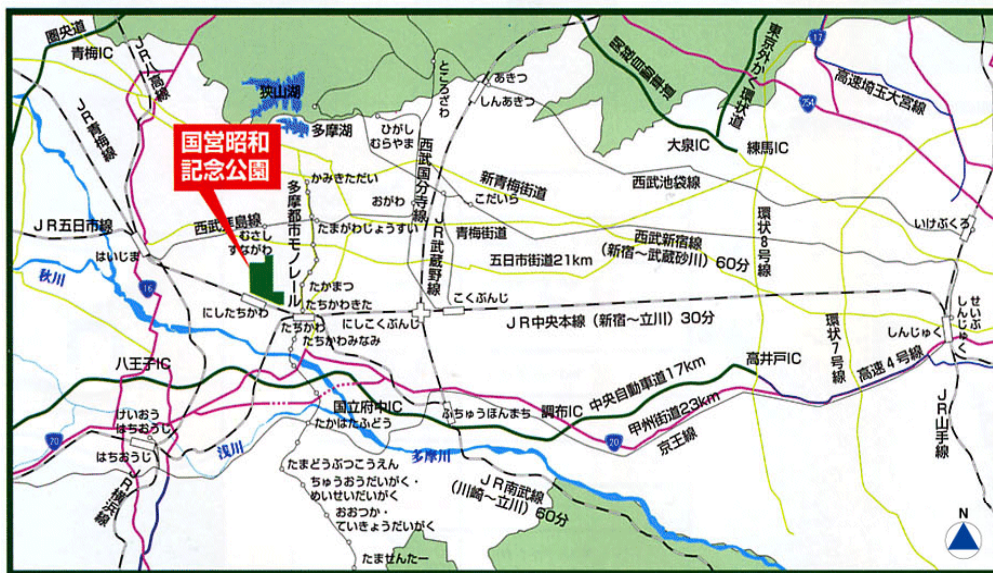 圏央道
青梅IC
JR八高線
JR青梅線
狭山湖
多摩湖
国営昭和
記念公園
ところざわ
あきつ
しんあきつ
ひがし
むらやま
関越自動車道
東京外かく環状道
17
254
高速埼玉大宮線
大泉IC
練馬IC
西武国分寺線
新青梅街道
西武池袋線
かみきただい
おがわ
こだいら
いけぶくろ
JR五日市線
西武拝島線
むさし
すながわ
多摩都市モノレール
たまがわじょうすい
青梅街道
JR武蔵野線
西武新宿線
(新宿~武蔵砂川)60分
環状8号線
はいじま
五日市街道21km
秋川
16
たかまつ
たちかわきた
にしたちかわ
たちかわ
たちかわみなみ
にしこくぶんじ
こくぶんじ
JR中央本線(新宿~立川)30分
環状7号線
しんじゅく
せいぶ
しんじゅく
八王子IC
高井戸IC
高速4号線
中央自動車道17km
甲州街道23km
京王線
20
国立府中IC
ふちゅうほんまち
調布IC
JR山手線
けいおう
はちおうじ
はちおうじ
70
浅川
たかはたふどう
多摩川
たまどうぶつこうえん
ちゅうおうだいがく・
めいせいだいがく
おおつか・
ていきょうだいがく
たませんたー
JR横浜線
JR南武線
(川崎~立川)60分
N